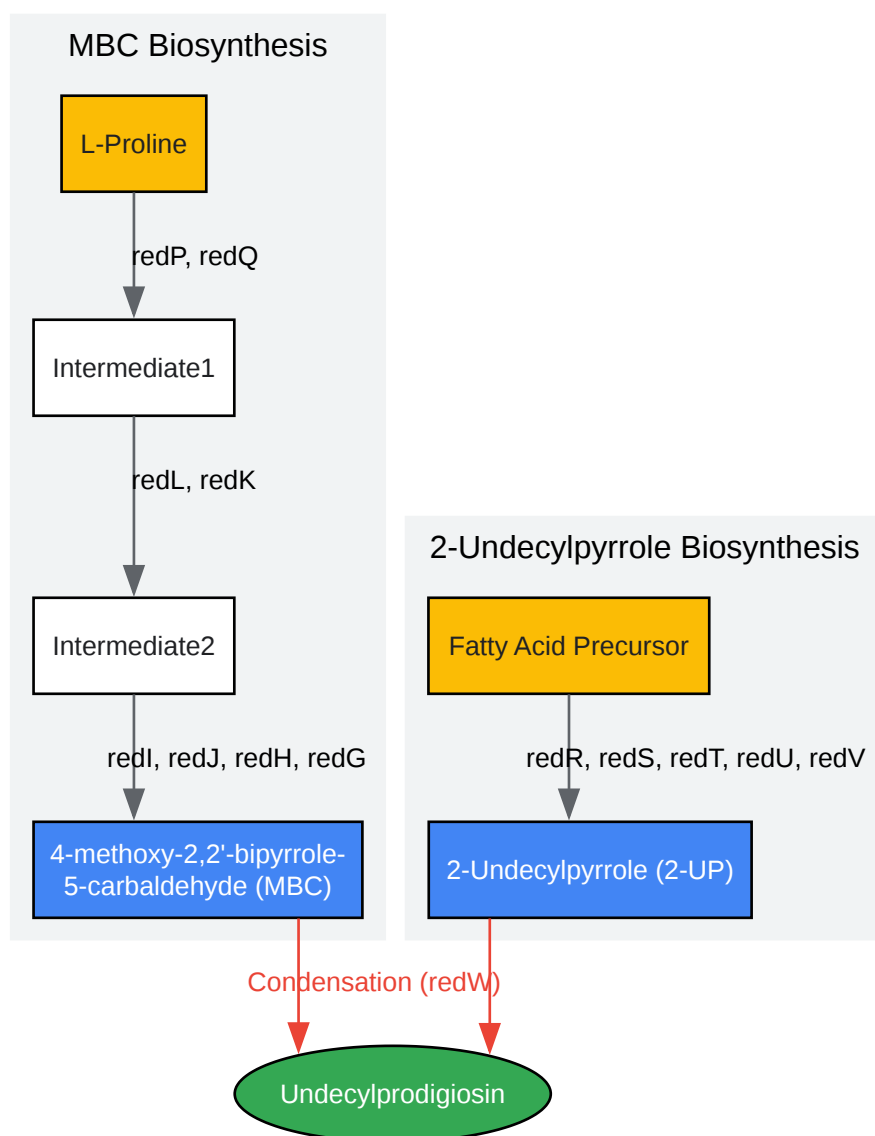 MBC Biosynthesis
L-Proline
redP, redQ
Intermediate1
redL, redK
Intermediate2
redI, redJ, redH, redG
4-methoxy-2,2'-bipyrrole-
5-carbaldehyde (MBC)
2-Undecylpyrrole Biosynthesis
Fatty Acid Precursor
redR, redS, redT, redU, redV
2-Undecylpyrrole (2-UP)
Condensation (redW)
Undecylprodigiosin